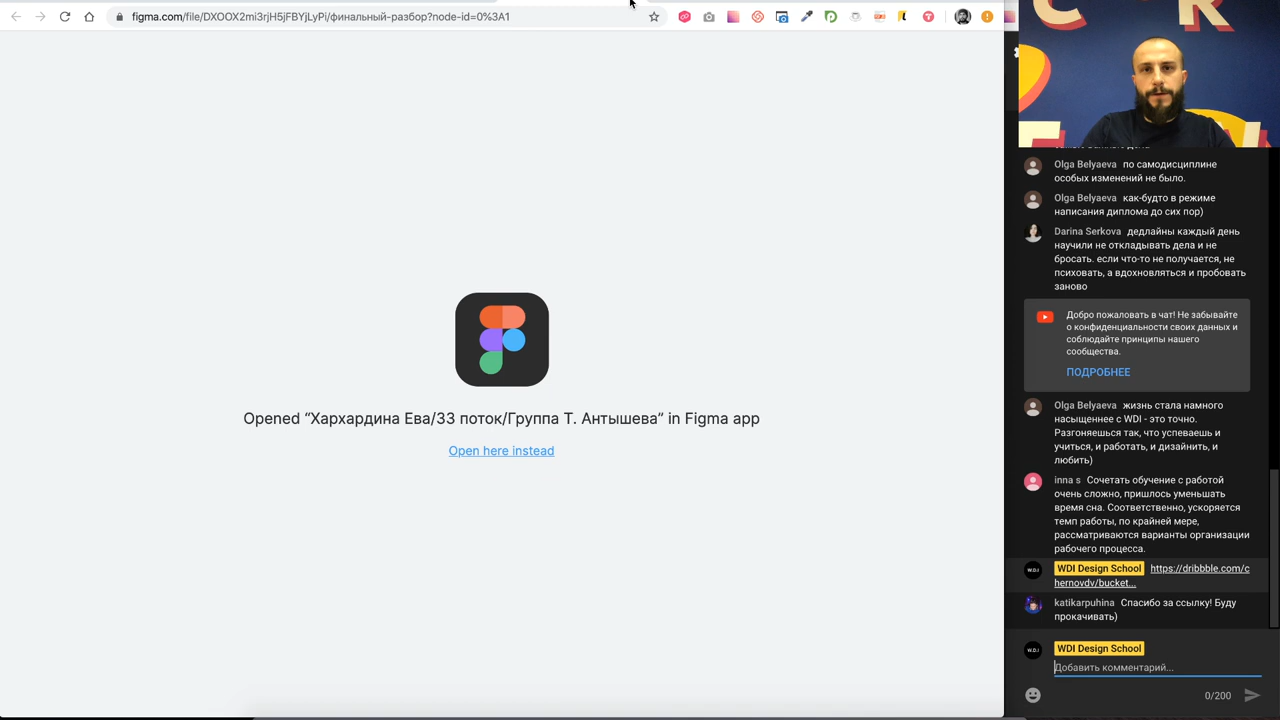 figma.com/file/DXOOX2mi3rjH5jFBYjLyPi/финальный-разбор?node-id=0%3A1
Opened “Хархардина Ева/33 поток/Группа Т. Антышева” in Figma app
Open here instead
Olga Belyaeva по самодисциплине
особых изменений не было.
Olga Belyaeva как-будто в режиме
написания диплома до сих пор)
Darina Serkova дедлайны каждый день
научили не откладывать дела и не
бросать. если что-то не получается, не
психовать, а вдохновляться и пробовать
заново
Добро пожаловать в чат! Не забывайте
о конфиденциальности своих данных и
соблюдайте принципы нашего
сообщества.
ПОДРОБНЕЕ
Olga Belyaeva жизнь стала намного
насыщеннее с WDI - это точно.
Разгоняешься так, что успеваешь и
учиться, и работать, и дизайнить, и
любить)
inna s Сочетать обучение с работой
очень сложно, пришлось уменьшать
время сна. Соответственно, ускоряется
темп работы, по крайней мере,
рассматриваются варианты организации
рабочего процесса.
W.D.I WDI Design School https://dribbble.com/c
hernovdv/bucket...
katikarpuhina Спасибо за ссылку! Буду
прокачивать)
W.D.I WDI Design School
Добавить комментарий...
0/200